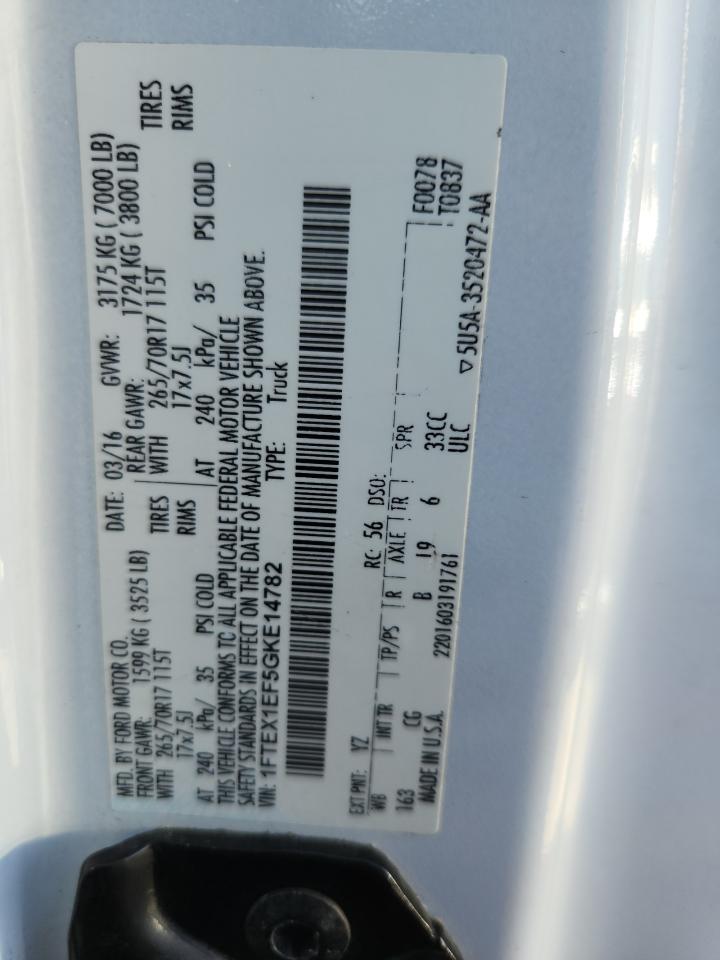 MFD. BY FORD MOTOR CO. DATE: 03/16 GVWR: 3175 KG ( 7000 LB)
FRONT GAWR: 1599 KG ( 3525 LB) REAR GAWR: 1724 KG ( 3800 LB)
WITH 265/70R17 115T TIRES WITH 265/70R17 115T TIRES
17x7.5J RIMS 17x7.5J RIMS
AT 240 kPa/ 35 PSI COLD AT 240 kPa/ 35 PSI COLD
THIS VEHICLE CONFORMS TO ALL APPLICABLE FEDERAL MOTOR VEHICLE
SAFETY STANDARDS IN EFFECT ON THE DATE OF MANUFACTURE SHOWN ABOVE.
VIN: 1FTEX1EF5GKE14782 TYPE: Truck
EXT PNT: YZ RC: 56 DSO: F0078
WB INT TR TP/PS R AXLE TR SPR T0837
163 CG B 19 6 33CC
MADE IN U.S.A. 2201603191761 ULC
▽5U5A-3520472-AA